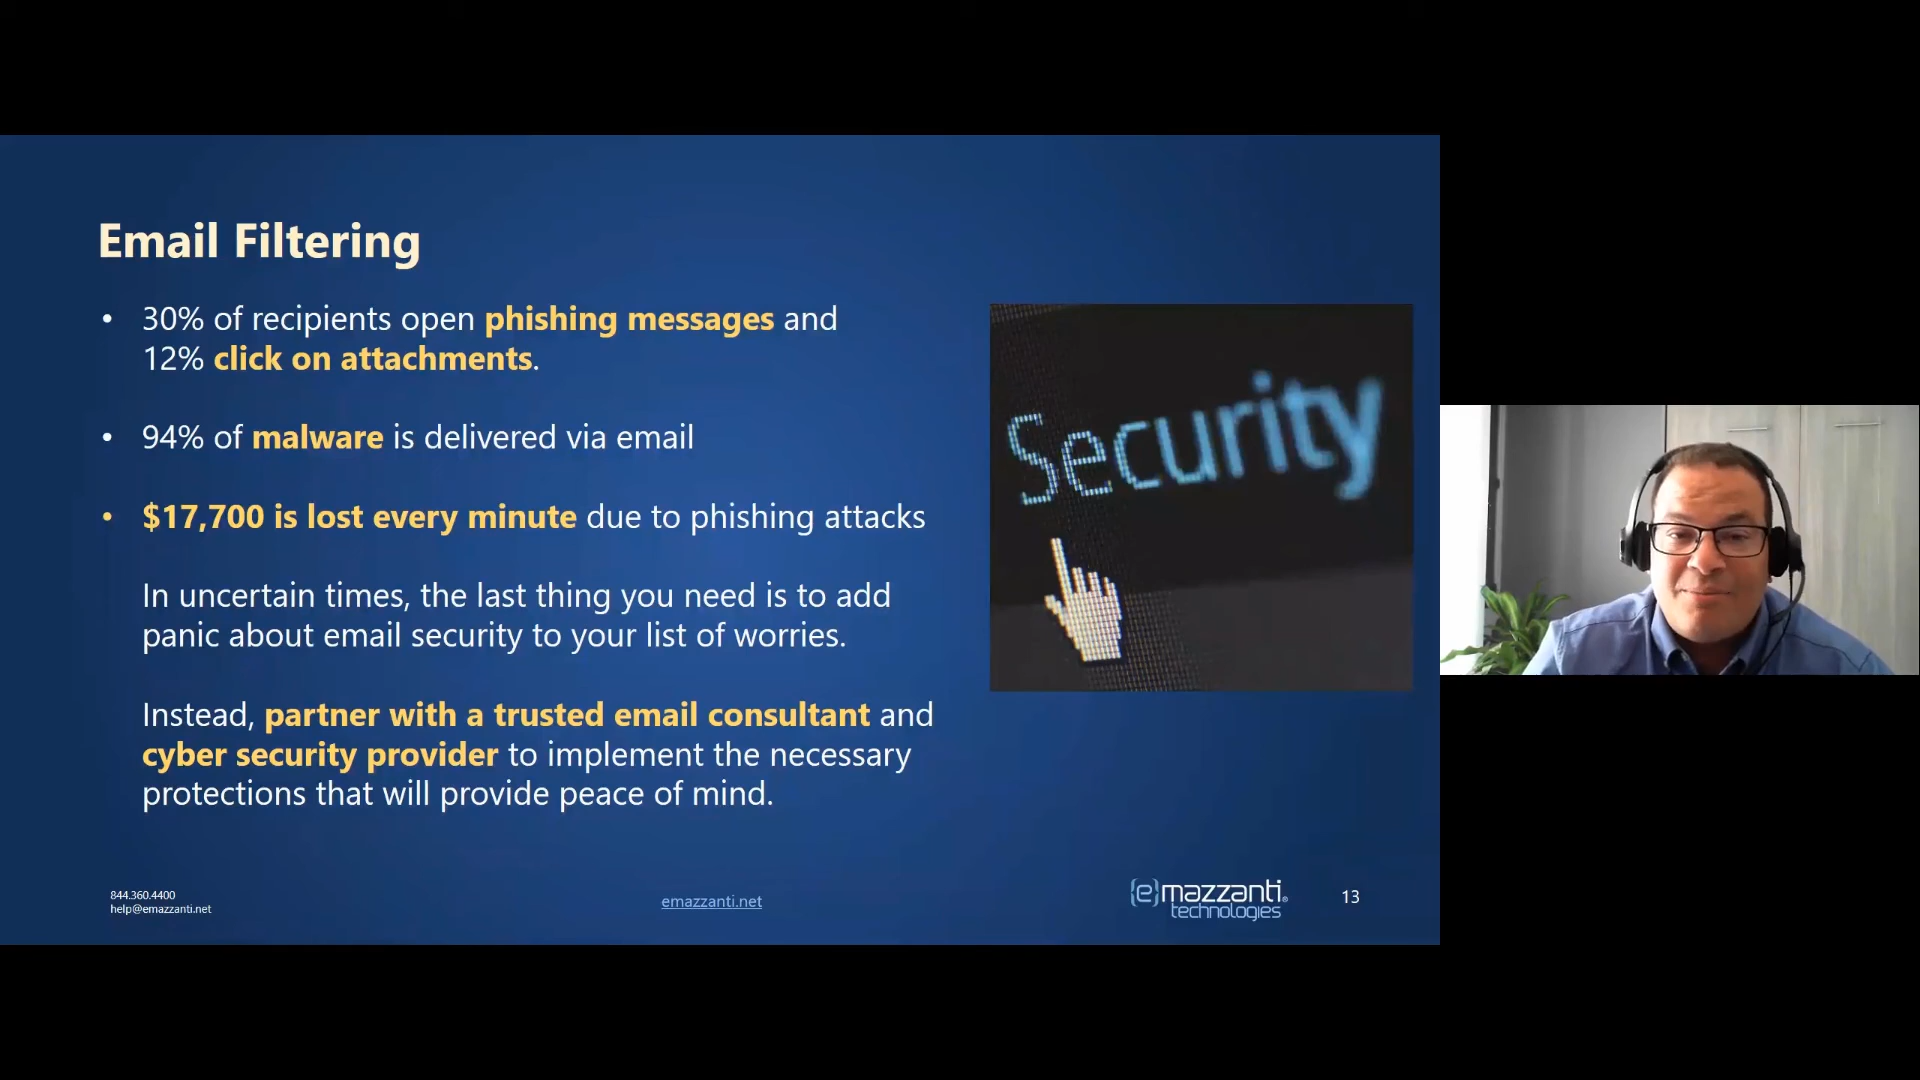 Email Filtering
• 30% of recipients open phishing messages and
12% click on attachments.
• 94% of malware is delivered via email
• $17,700 is lost every minute due to phishing attacks
In uncertain times, the last thing you need is to add
panic about email security to your list of worries.
Instead, partner with a trusted email consultant and
cyber security provider to implement the necessary
protections that will provide peace of mind.
Security
844.360.4400
help@emazzanti.net
emazzanti.net
{e}mazzanti®
technologies
13